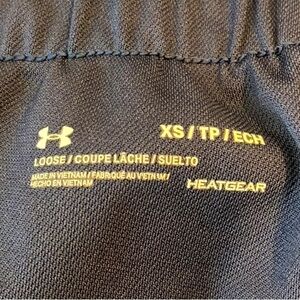 XS / TP / ECH
LOOSE / COUPE LÂCHE / SUELTO
MADE IN VIETNAM / FABRIQUÉ AU VIETNAM /
HECHO EN VIETNAM
HEATGEAR